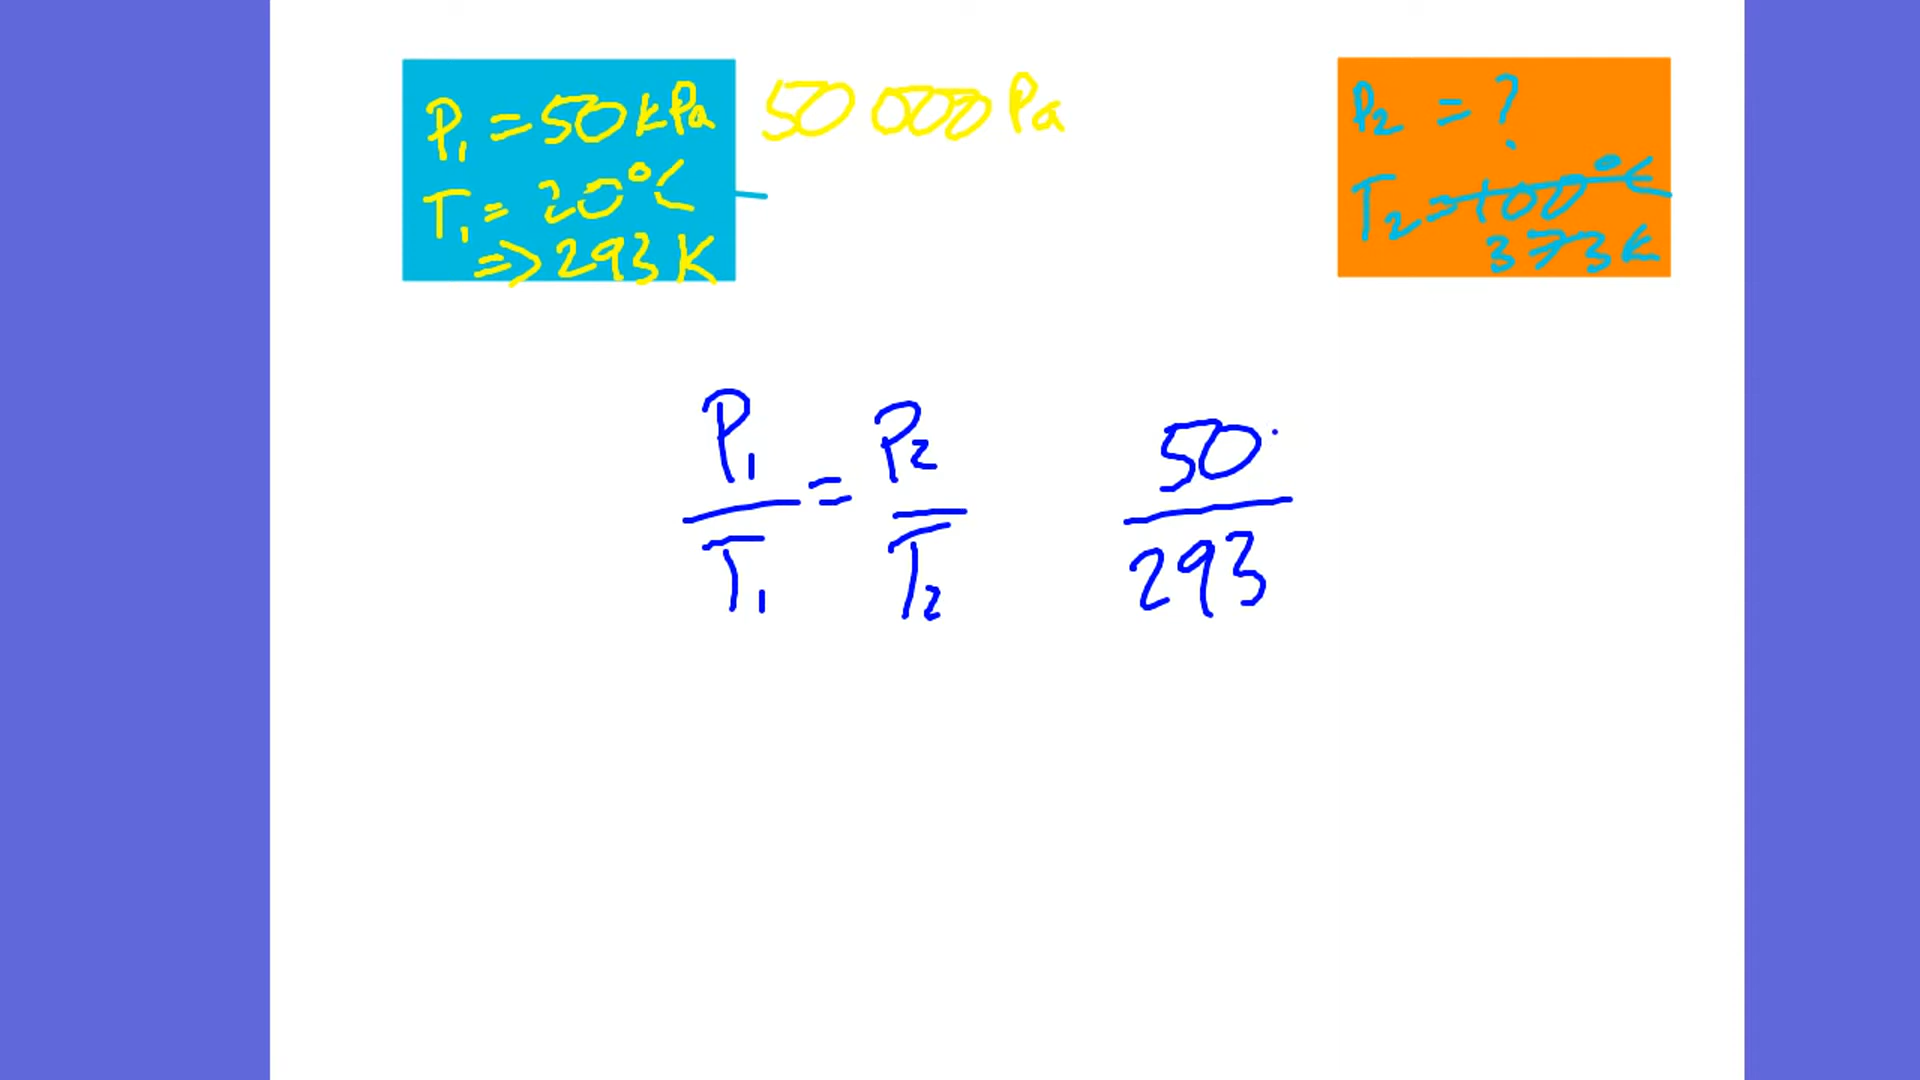 P₁ = 50 kPa
T₁ = 20°C
=> 293 K
50 000 Pa
P₂ = ?
T₂ = 100°C
373 K
P₁/T₁ = P₂/T₂
50/293